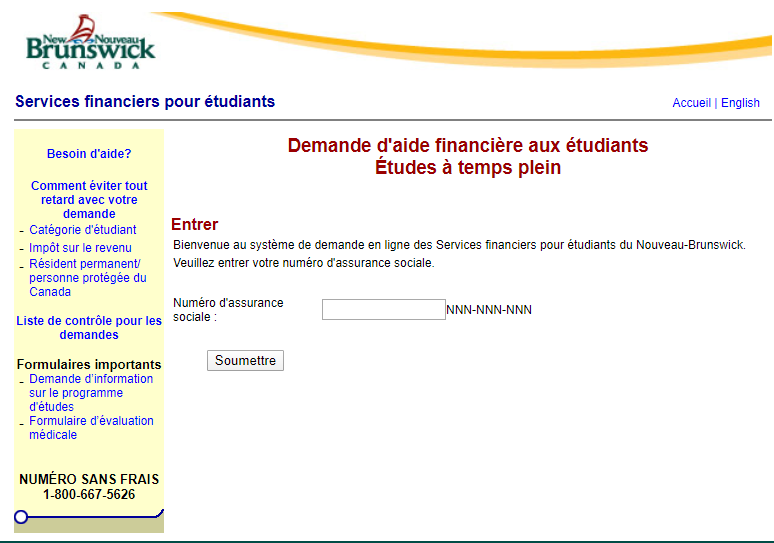 New Nouveau
Brunswick
CANADA
Services financiers pour étudiants
Accueil | English
Besoin d'aide?
Comment éviter tout
retard avec votre
demande
- Catégorie d'étudiant
- Impôt sur le revenu
- Résident permanent/
personne protégée du
Canada
Liste de contrôle pour les
demandes
Formulaires importants
- Demande d'information
sur le programme
d'études
- Formulaire d'évaluation
médicale
NUMÉRO SANS FRAIS
1-800-667-5626
Demande d'aide financière aux étudiants
Études à temps plein
Entrer
Bienvenue au système de demande en ligne des Services financiers pour étudiants du Nouveau-Brunswick.
Veuillez entrer votre numéro d'assurance sociale.
Numéro d'assurance
sociale :
NNN-NNN-NNN
Soumettre